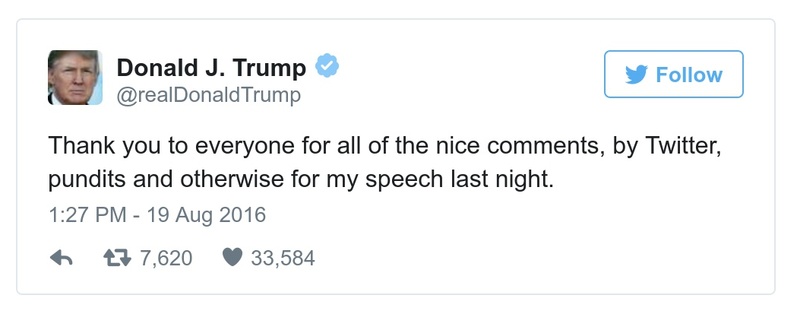 Donald J. Trump
@realDonaldTrump
Follow
Thank you to everyone for all of the nice comments, by Twitter,
pundits and otherwise for my speech last night.
1:27 PM - 19 Aug 2016
7,620 33,584